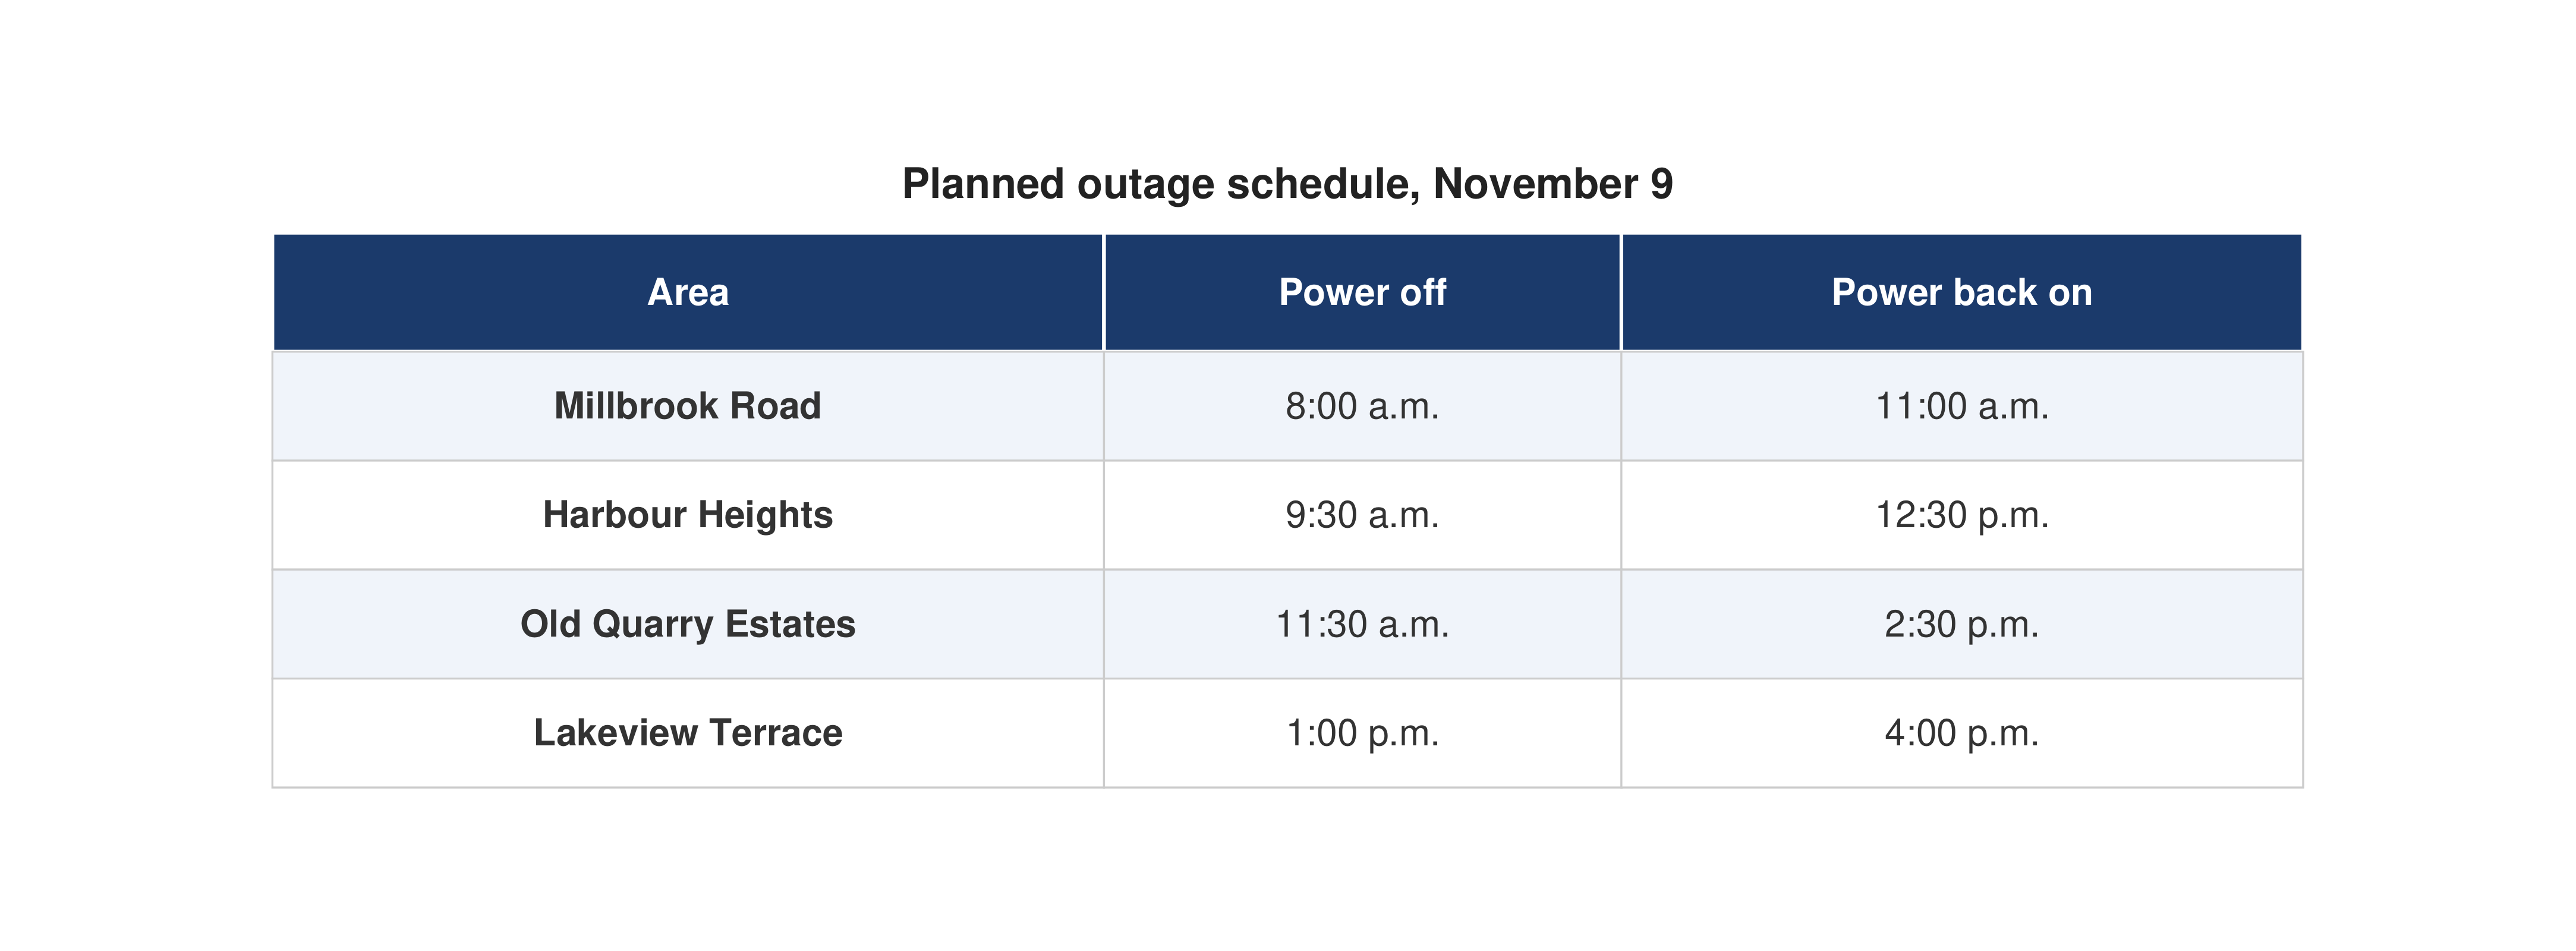 Planned outage schedule, November 9
Area Power off Power back on
Millbrook Road 8:00 a.m. 11:00 a.m.
Harbour Heights 9:30 a.m. 12:30 p.m.
Old Quarry Estates 11:30 a.m. 2:30 p.m.
Lakeview Terrace 1:00 p.m. 4:00 p.m.